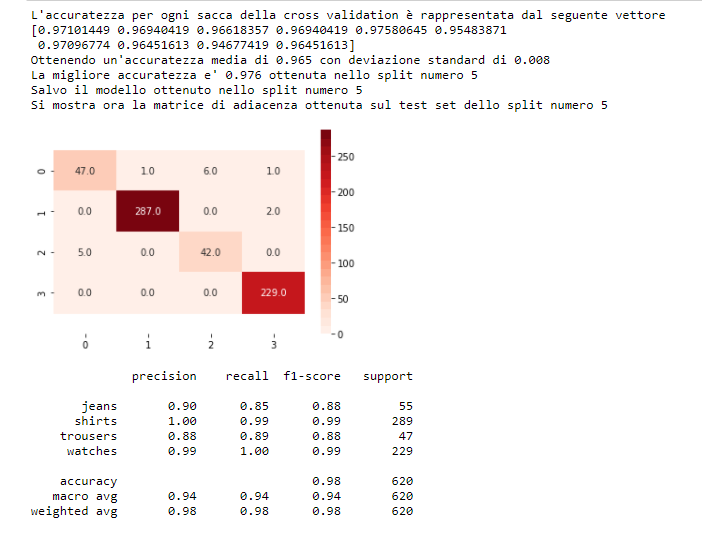 L'accuratezza per ogni sacca della cross validation è rappresentata dal seguente vettore
[0.97101449 0.96940419 0.96618357 0.96940419 0.97580645 0.95483871
0.97096774 0.96451613 0.94677419 0.96451613]
Ottenendo un'accuratezza media di 0.965 con deviazione standard di 0.008
La migliore accuratezza e' 0.976 ottenuta nello split numero 5
Salvo il modello ottenuto nello split numero 5
Si mostra ora la matrice di adiacenza ottenuta sul test set dello split numero 5
0 47.0 1.0 6.0 1.0
1 0.0 287.0 0.0 2.0
2 5.0 0.0 42.0 0.0
3 0.0 0.0 0.0 229.0
0 1 2 3
250
200
150
100
50
0
precision recall f1-score support
jeans 0.90 0.85 0.88 55
shirts 1.00 0.99 0.99 289
trousers 0.88 0.89 0.88 47
watches 0.99 1.00 0.99 229
accuracy 0.98 620
macro avg 0.94 0.94 0.94 620
weighted avg 0.98 0.98 0.98 620